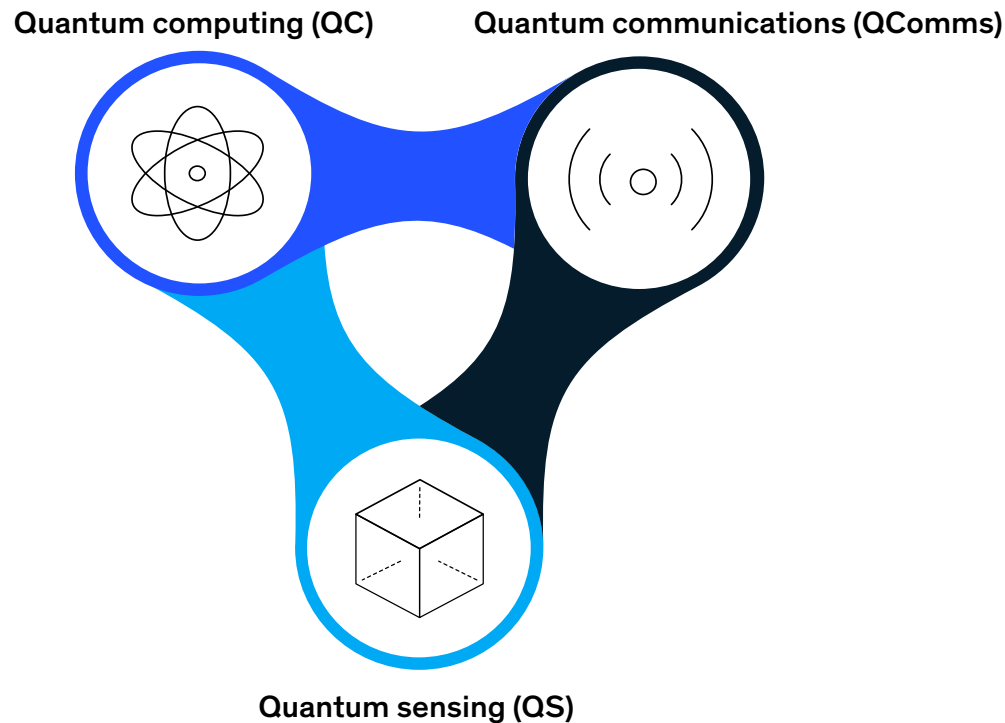 Quantum computing (QC)
Quantum communications (QComms)
Quantum sensing (QS)